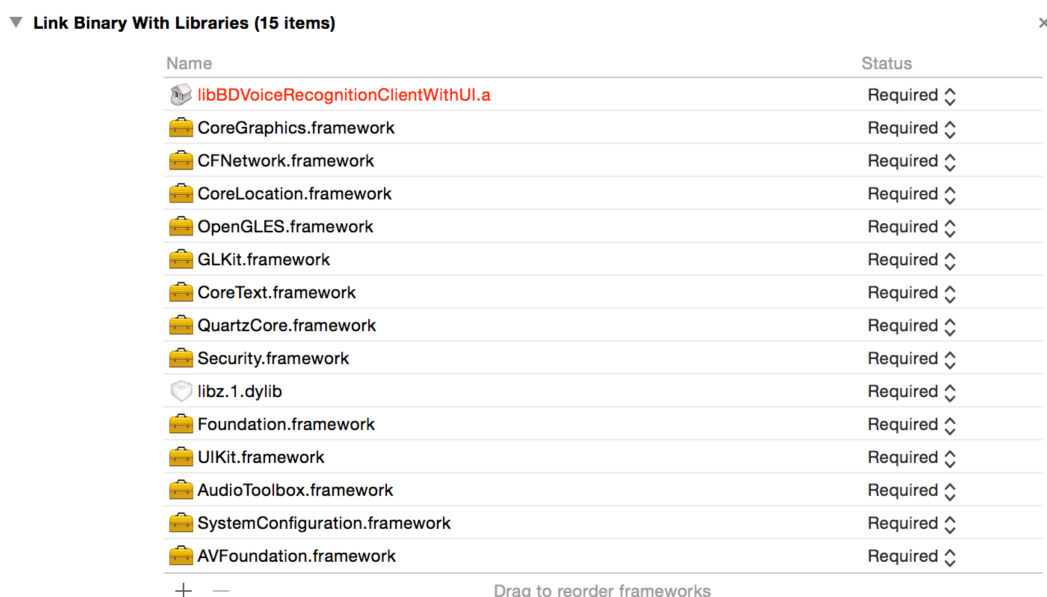 Link Binary With Libraries (15 items)
Name Status
libBDVoiceRecognitionClientWithUI.a Required
CoreGraphics.framework Required
CFNetwork.framework Required
CoreLocation.framework Required
OpenGLES.framework Required
GLKit.framework Required
CoreText.framework Required
QuartzCore.framework Required
Security.framework Required
libz.1.dylib Required
Foundation.framework Required
UIKit.framework Required
AudioToolbox.framework Required
SystemConfiguration.framework Required
AVFoundation.framework Required
Drag to reorder frameworks